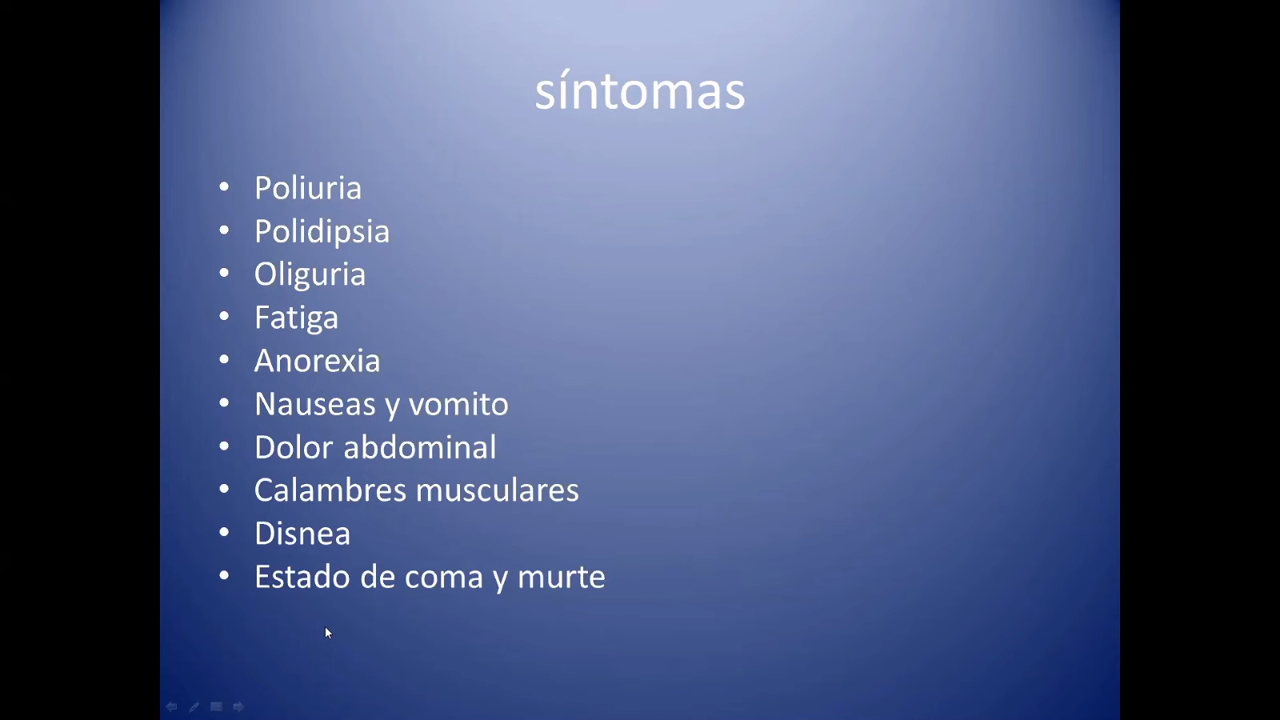 síntomas
• Poliuria
• Polidipsia
• Oliguria
• Fatiga
• Anorexia
• Nauseas y vomito
• Dolor abdominal
• Calambres musculares
• Disnea
• Estado de coma y murte